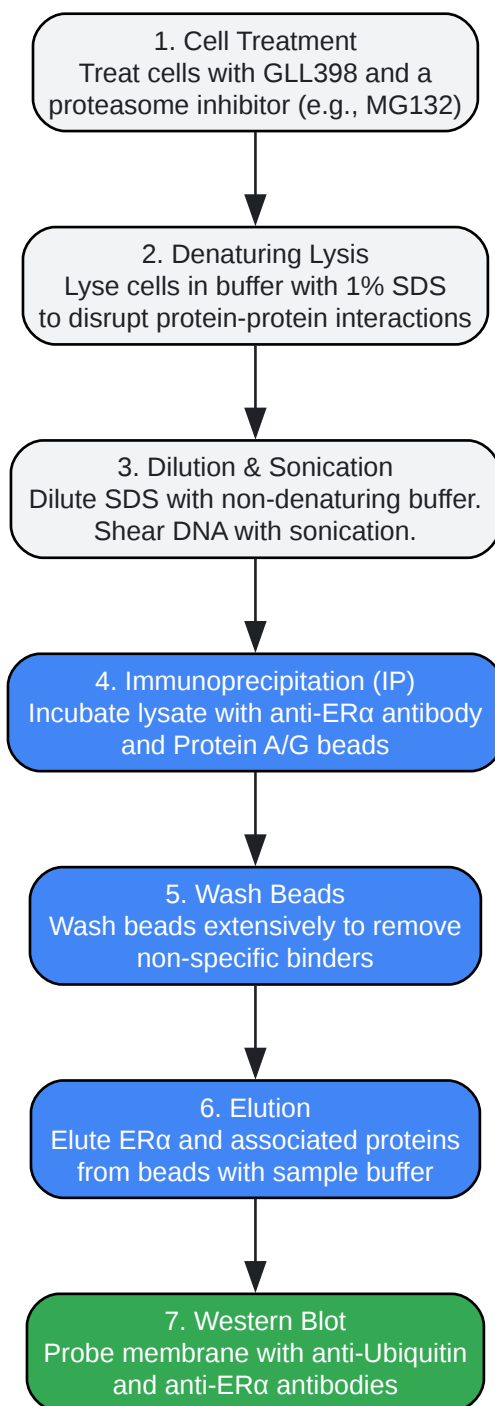 1. Cell Treatment
Treat cells with GLL398 and a
proteasome inhibitor (e.g., MG132)
2. Denaturing Lysis
Lyse cells in buffer with 1% SDS
to disrupt protein-protein interactions
3. Dilution & Sonication
Dilute SDS with non-denaturing buffer.
Shear DNA with sonication.
4. Immunoprecipitation (IP)
Incubate lysate with anti-ERα antibody
and Protein A/G beads
5. Wash Beads
Wash beads extensively to remove
non-specific binders
6. Elution
Elute ERα and associated proteins
from beads with sample buffer
7. Western Blot
Probe membrane with anti-Ubiquitin
and anti-ERα antibodies